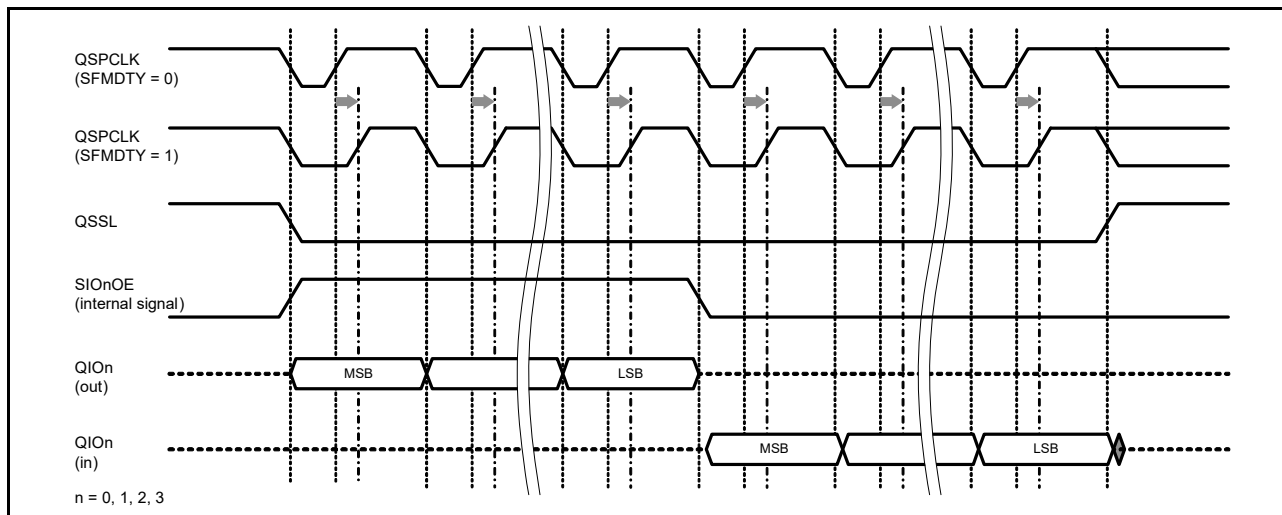 QSPCLK
(SFMDTY = 0)
QSPCLK
(SFMDTY = 1)
QSSL
SIOnOE
(internal signal)
QIOn
(out)
MSB
LSB
QIOn
(in)
MSB
LSB
n = 0, 1, 2, 3